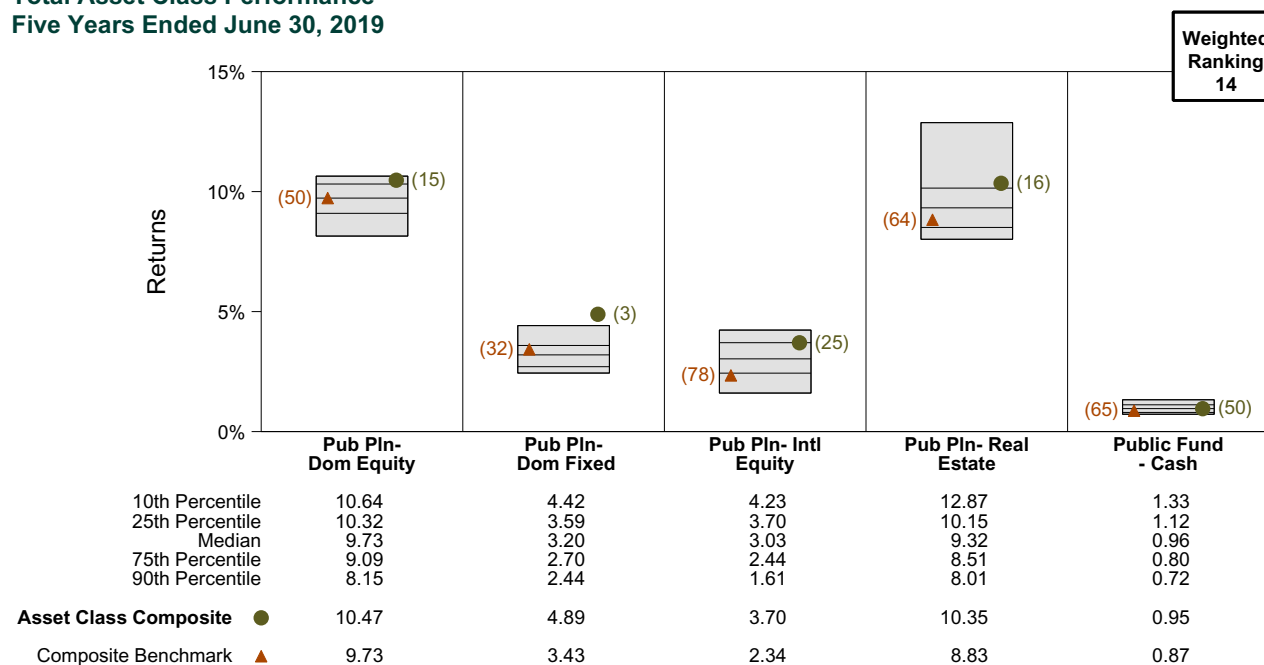 Total Asset Class Performance
Five Years Ended June 30, 2019
Weighted
Ranking
14
15%
10%
5%
0%
Returns
(50)
(15)
(32)
(3)
(78)
(25)
(64)
(16)
(65)
(50)
Pub Pln-
Dom Equity
Pub Pln-
Dom Fixed
Pub Pln- Intl
Equity
Pub Pln- Real
Estate
Public Fund
- Cash
10th Percentile 10.64 4.42 4.23 12.87 1.33
25th Percentile 10.32 3.59 3.70 10.15 1.12
Median 9.73 3.20 3.03 9.32 0.96
75th Percentile 9.09 2.70 2.44 8.51 0.80
90th Percentile 8.15 2.44 1.61 8.01 0.72
Asset Class Composite 10.47 4.89 3.70 10.35 0.95
Composite Benchmark 9.73 3.43 2.34 8.83 0.87